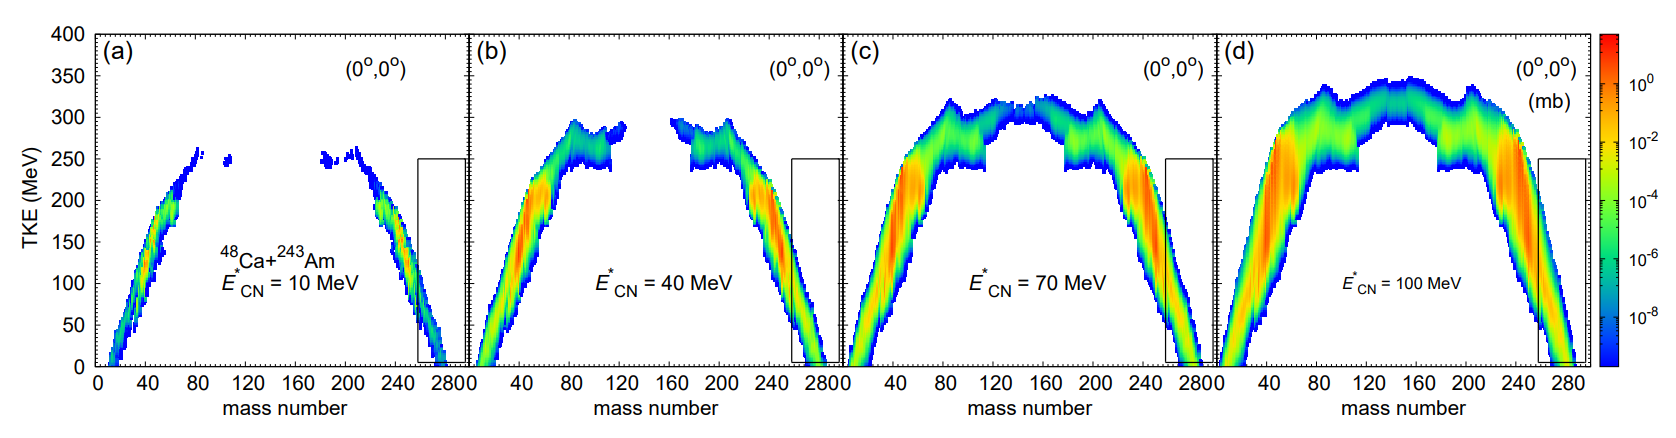 400
350
300
250
200
150
100
50
0
TKE (MeV)
(a)
(0°,0°)
⁴⁸Ca+²⁴³Am
E*CN = 10 MeV
0 40 80 120 160 200 240 280
mass number
(b)
(0°,0°)
E*CN = 40 MeV
0 40 80 120 160 200 240 280
mass number
(c)
(0°,0°)
E*CN = 70 MeV
0 40 80 120 160 200 240 280
mass number
(d)
(0°,0°)
(mb)
E*CN = 100 MeV
0 40 80 120 160 200 240 280
mass number
10⁰
10⁻²
10⁻⁴
10⁻⁶
10⁻⁸